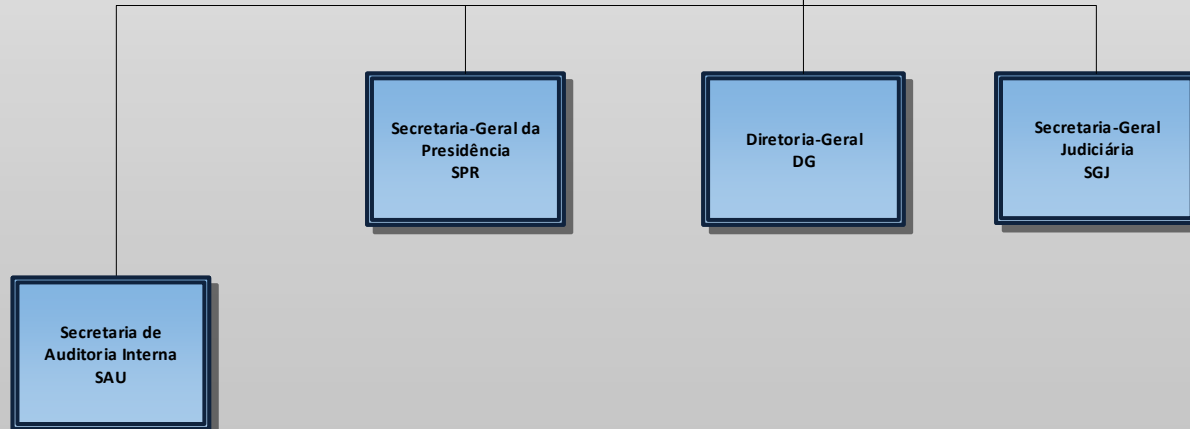 Secretaria-Geral da
Presidência
SPR
Diretoria-Geral
DG
Secretaria-Geral
Judiciária
SGJ
Secretaria de
Auditoria Interna
SAU